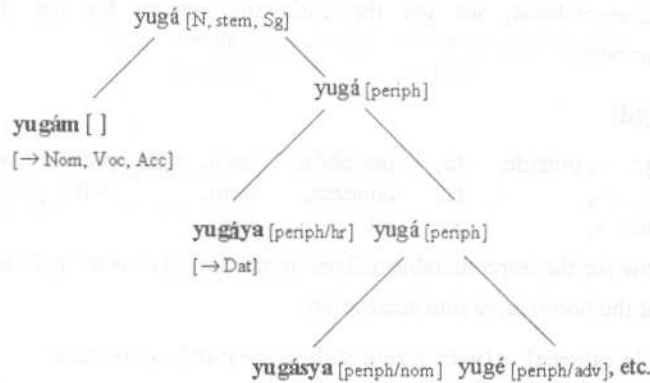 yugá [N, stem, Sg]
yugá [periph]
yugám [ ]
[→ Nom, Voc, Acc]
yugáya [periph/hr] yugá [periph]
[→Dat]
yugásya [periph/nom] yugé [periph/adv], etc.